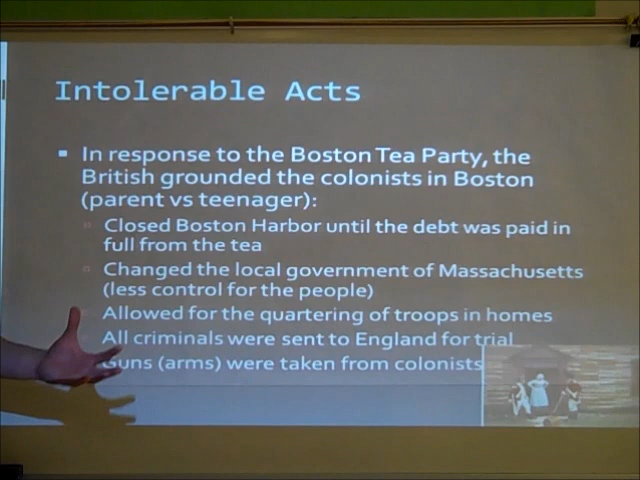 Intolerable Acts
In response to the Boston Tea Party, the
British grounded the colonists in Boston
(parent vs teenager):
Closed Boston Harbor until the debt was paid in
full from the tea
Changed the local government of Massachusetts
(less control for the people)
Allowed for the quartering of troops in homes
All criminals were sent to England for trial
Guns (arms) were taken from colonists